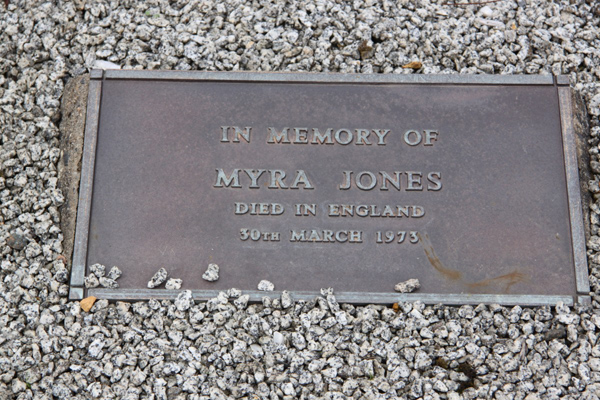 IN MEMORY OF
MYRA JONES
DIED IN ENGLAND
30TH MARCH 1973